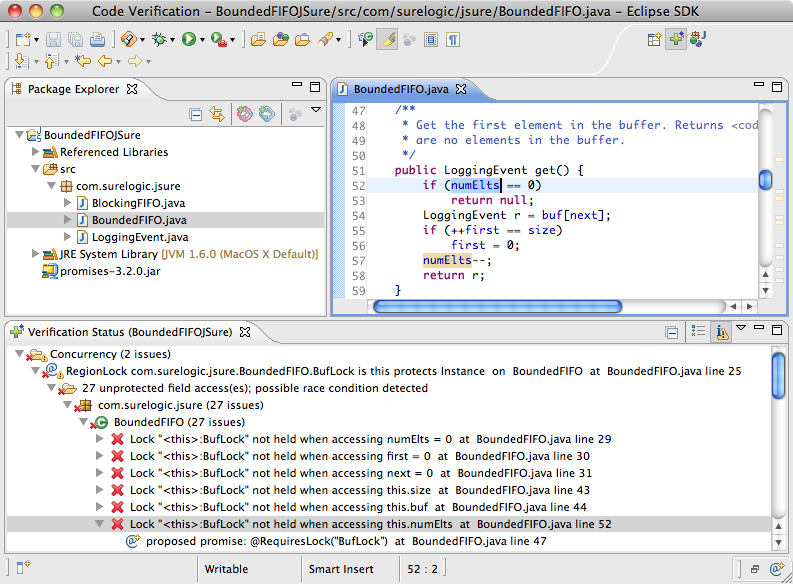 Code Verification - BoundedFIFOJSure/src/com/surelogic/jsure/BoundedFIFO.java - Eclipse SDK
Package Explorer
BoundedFIFOJSure
Referenced Libraries
src
com.surelogic.jsure
BlockingFIFO.java
BoundedFIFO.java
LoggingEvent.java
JRE System Library [JVM 1.6.0 (MacOS X Default)]
promises-3.2.0.jar
BoundedFIFO.java
47 /**
48 * Get the first element in the buffer. Returns <cod
49 * are no elements in the buffer.
50 */
51 public LoggingEvent get() {
52 if (numElts == 0)
53 return null;
54 LoggingEvent r = buf[next];
55 if (++first == size)
56 first = 0;
57 numElts--;
58 return r;
59 }
Verification Status (BoundedFIFOJSure)
Concurrency (2 issues)
RegionLock com.surelogic.jsure.BoundedFIFO.BufLock is this protects Instance on BoundedFIFO at BoundedFIFO.java line 25
27 unprotected field access(es); possible race condition detected
com.surelogic.jsure (27 issues)
BoundedFIFO (27 issues)
Lock "<this>:BufLock" not held when accessing numElts = 0 at BoundedFIFO.java line 29
Lock "<this>:BufLock" not held when accessing first = 0 at BoundedFIFO.java line 30
Lock "<this>:BufLock" not held when accessing next = 0 at BoundedFIFO.java line 31
Lock "<this>:BufLock" not held when accessing this.size at BoundedFIFO.java line 43
Lock "<this>:BufLock" not held when accessing this.buf at BoundedFIFO.java line 44
Lock "<this>:BufLock" not held when accessing this.numElts at BoundedFIFO.java line 52
proposed promise: @RequiresLock("BufLock") at BoundedFIFO.java line 47
Writable
Smart Insert
52 : 2